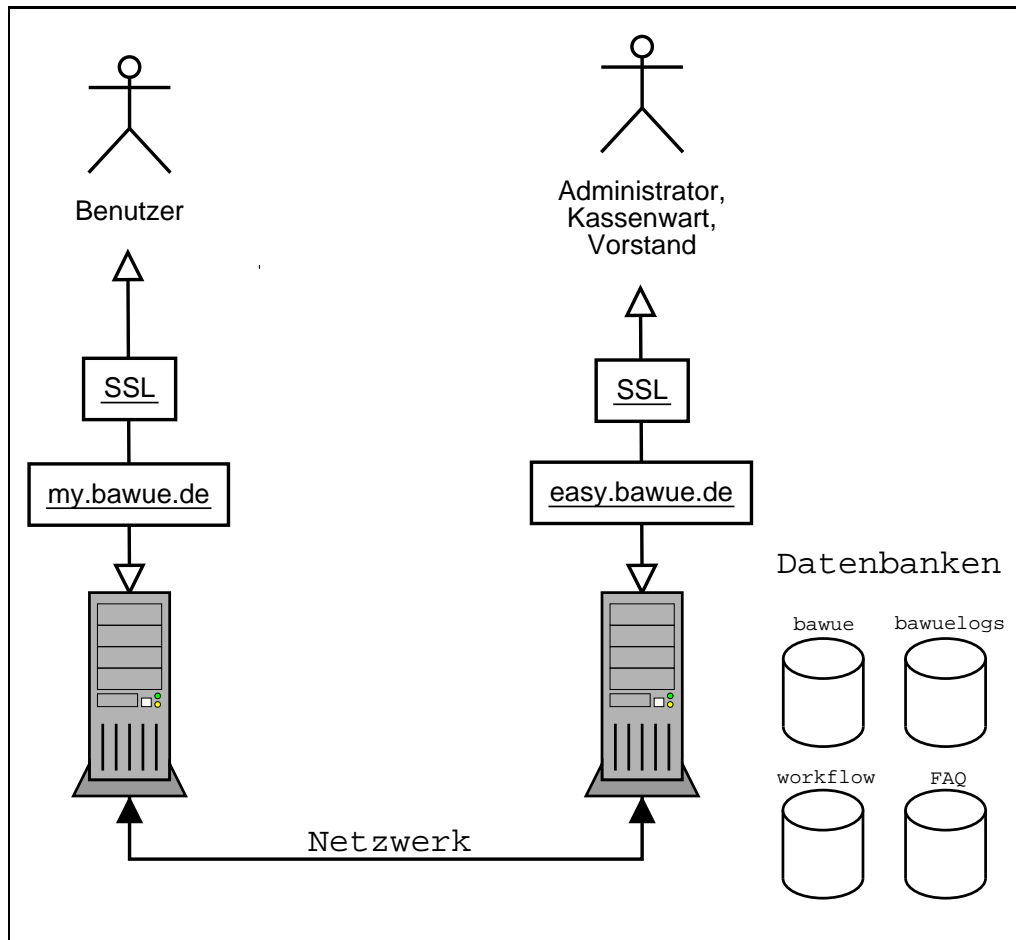 Benutzer
Administrator,
Kassenwart,
Vorstand
SSL
SSL
my.bawue.de
easy.bawue.de
Datenbanken
bawue
bawuelogs
workflow
FAQ
Netzwerk